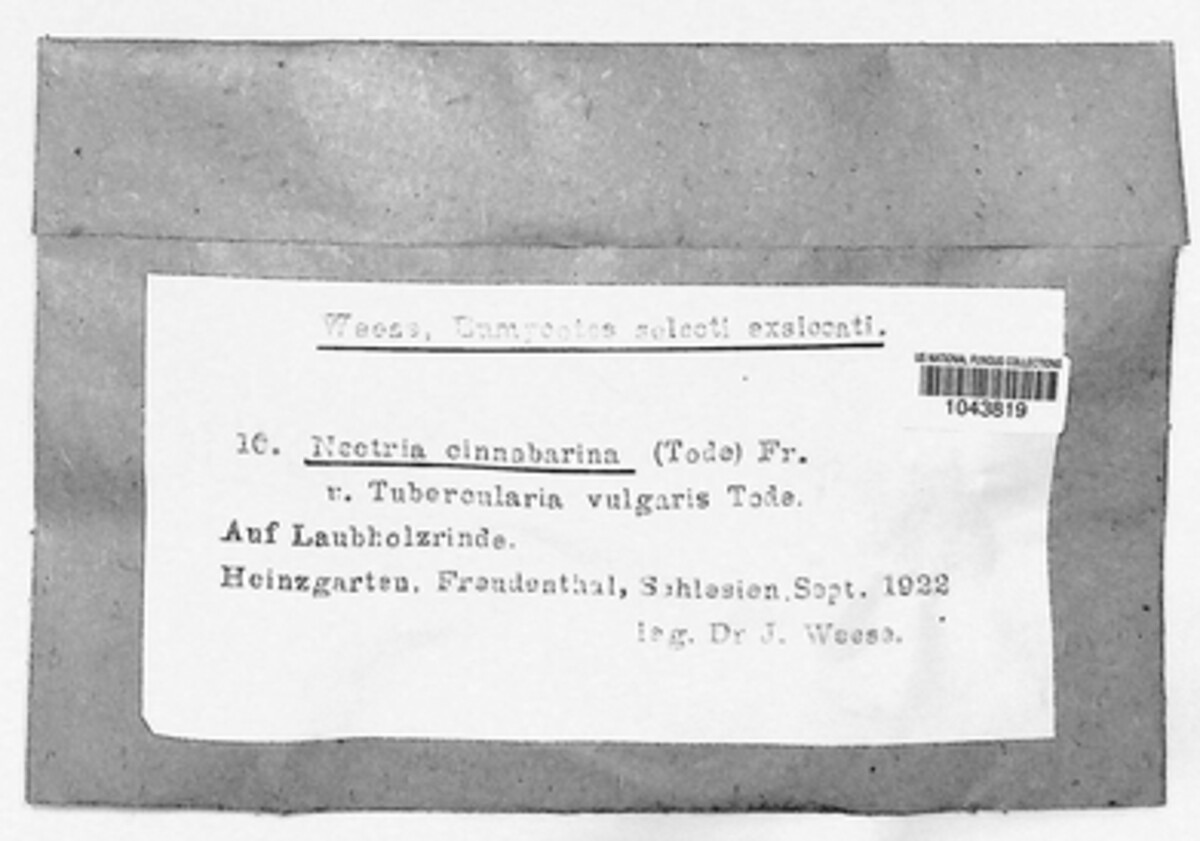 Weese, Eumycetes selecti exsiccati.
US NATIONAL FUNGUS COLLECTIONS
1043819
16. Nectria cinnabarina (Tode) Fr.
v. Tubercularia vulgaris Tode.
Auf Laubholzrinde.
Heinzgarten, Freudenthal, Schlesien, Sept. 1922
leg. Dr J. Weese.